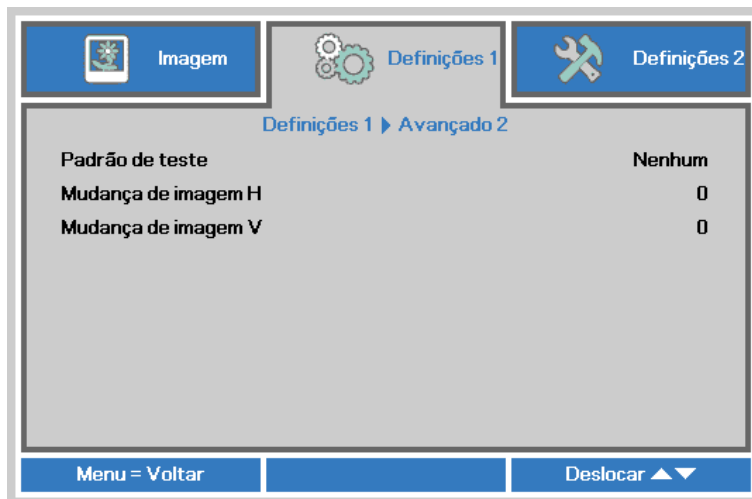 Imagem Definições 1 Definições 2
Definições 1 ▶ Avançado 2
Padrão de teste Nenhum
Mudança de imagem H 0
Mudança de imagem V 0
Menu = Voltar Deslocar ▲▼